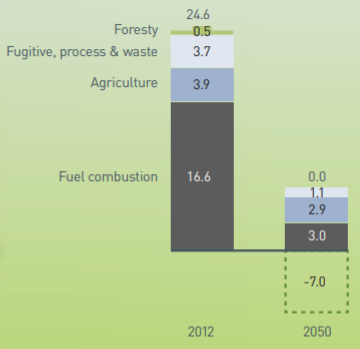 24.6
Foresty 0.5
Fugitive, process & waste 3.7
Agriculture 3.9
Fuel combustion 16.6
0.0
1.1
2.9
3.0
-7.0
2012 2050